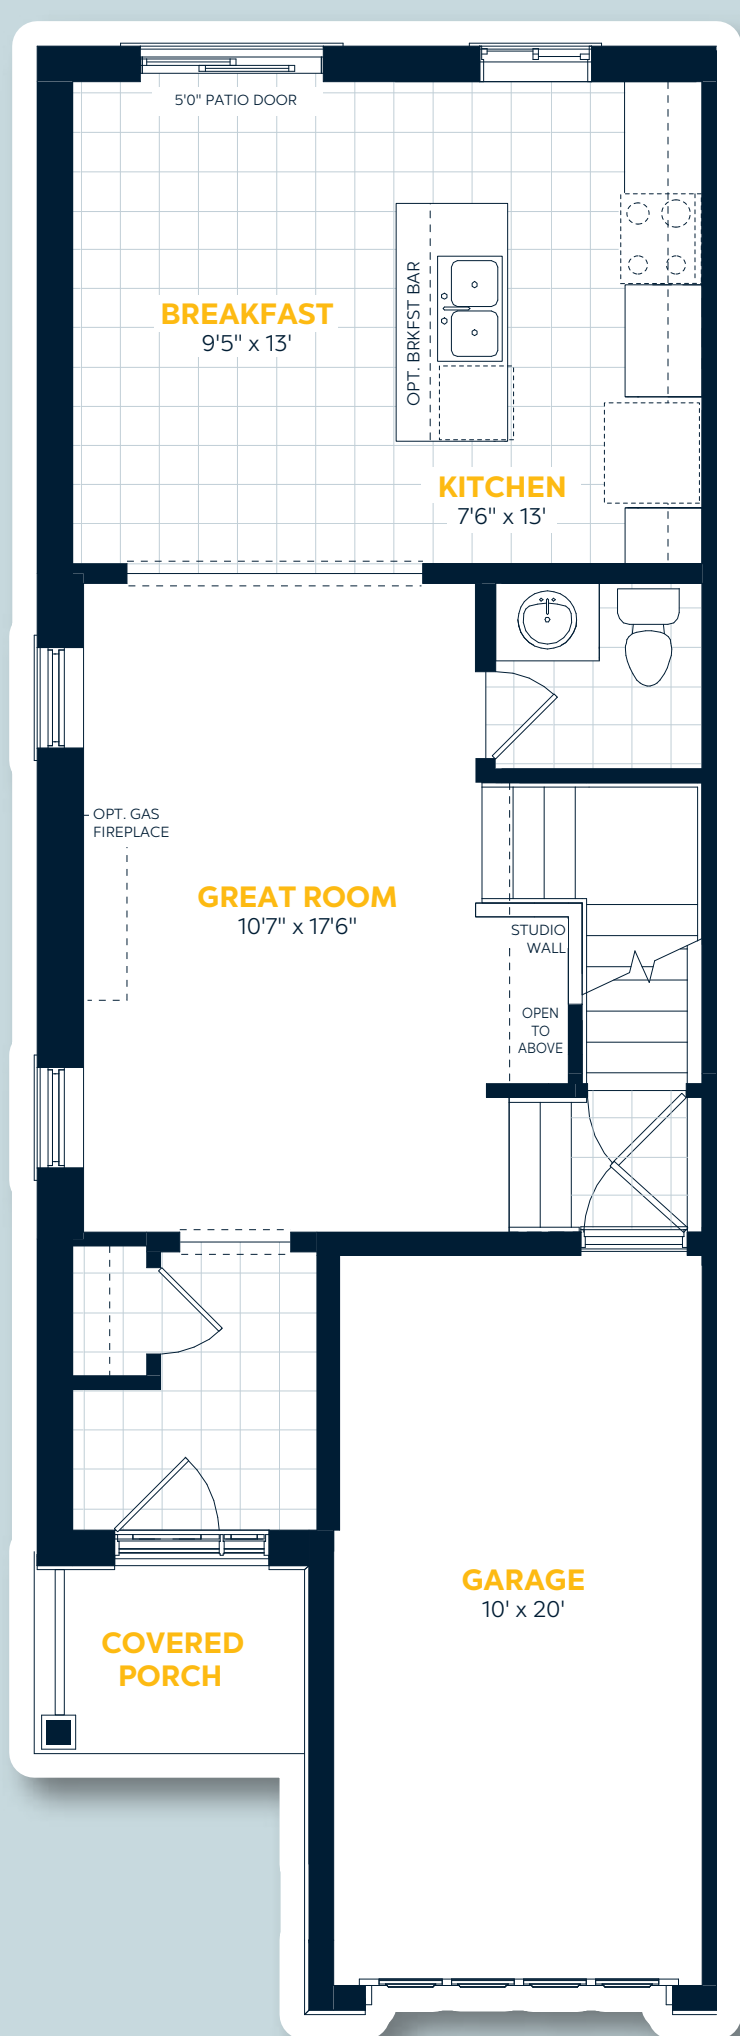 5'0" PATIO DOOR
BREAKFAST
9'5" x 13'
OPT. BRKFST BAR
KITCHEN
7'6" x 13'
OPT. GAS
FIREPLACE
GREAT ROOM
10'7" x 17'6"
STUDIO
WALL
OPEN
TO
ABOVE
GARAGE
10' x 20'
COVERED
PORCH